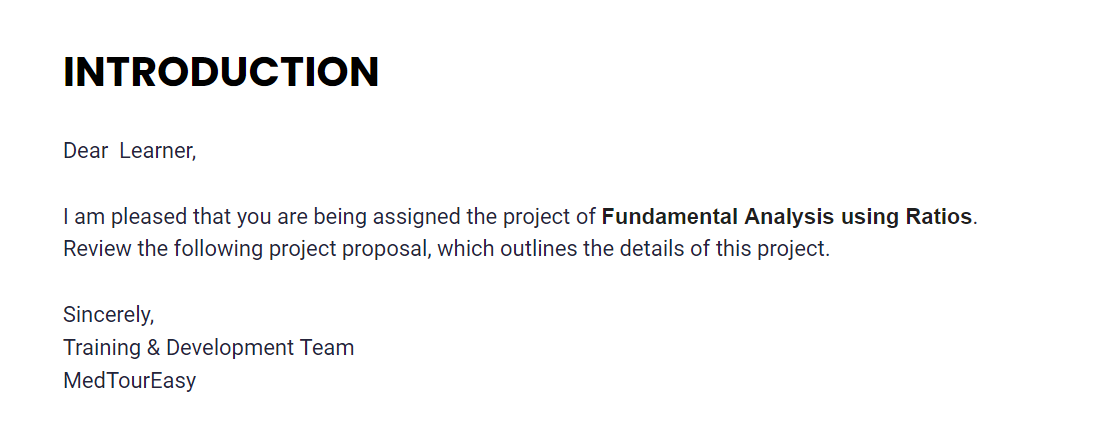 INTRODUCTION
Dear  Learner,
I am pleased that you are being assigned the project of Fundamental Analysis using Ratios.
Review the following project proposal, which outlines the details of this project.
Sincerely,
Training & Development Team
MedTourEasy